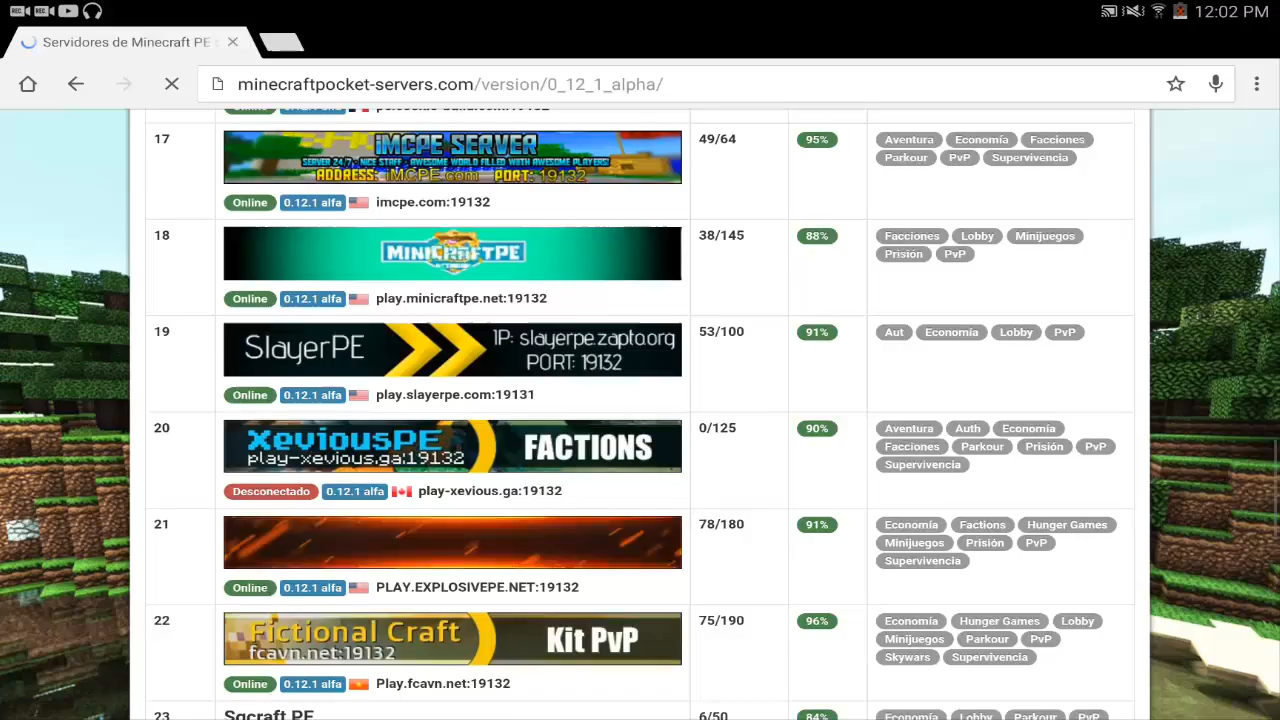 REC REC
12:02 PM
Servidores de Minecraft PE
minecraftpocket-servers.com/version/0_12_1_alpha/
17
iMCPE SERVER
SERVER 24/7 - NICE STAFF - AWESOME WORLD FILLED WITH AWESOME PLAYERS!
ADDRESS: iMCPE.com PORT: 19132
Online 0.12.1 alfa imcpe.com:19132
49/64
95%
Aventura Economía Facciones
Parkour PvP Supervivencia
18
MINICRAFTPE
Online 0.12.1 alfa play.minicraftpe.net:19132
38/145
88%
Facciones Lobby Minijuegos
Prisión PvP
19
SlayerPE
IP: slayerpe.zapto.org
PORT: 19132
Online 0.12.1 alfa play.slayerpe.com:19131
53/100
91%
Aut Economía Lobby PvP
20
XeviousPE
play-xevious.ga:19132
FACTIONS
Desconectado 0.12.1 alfa play-xevious.ga:19132
0/125
90%
Aventura Auth Economía
Facciones Parkour Prisión PvP
Supervivencia
21
Online 0.12.1 alfa PLAY.EXPLOSIVEPE.NET:19132
78/180
91%
Economía Factions Hunger Games
Minijuegos Prisión PvP
Supervivencia
22
Fictional Craft
fcavn.net:19132
Kit PvP
Online 0.12.1 alfa Play.fcavn.net:19132
75/190
96%
Economía Hunger Games Lobby
Minijuegos Parkour PvP
Skywars Supervivencia
23
Sgcraft PE
6/50
84%
Economía Lobby Parkour PvP